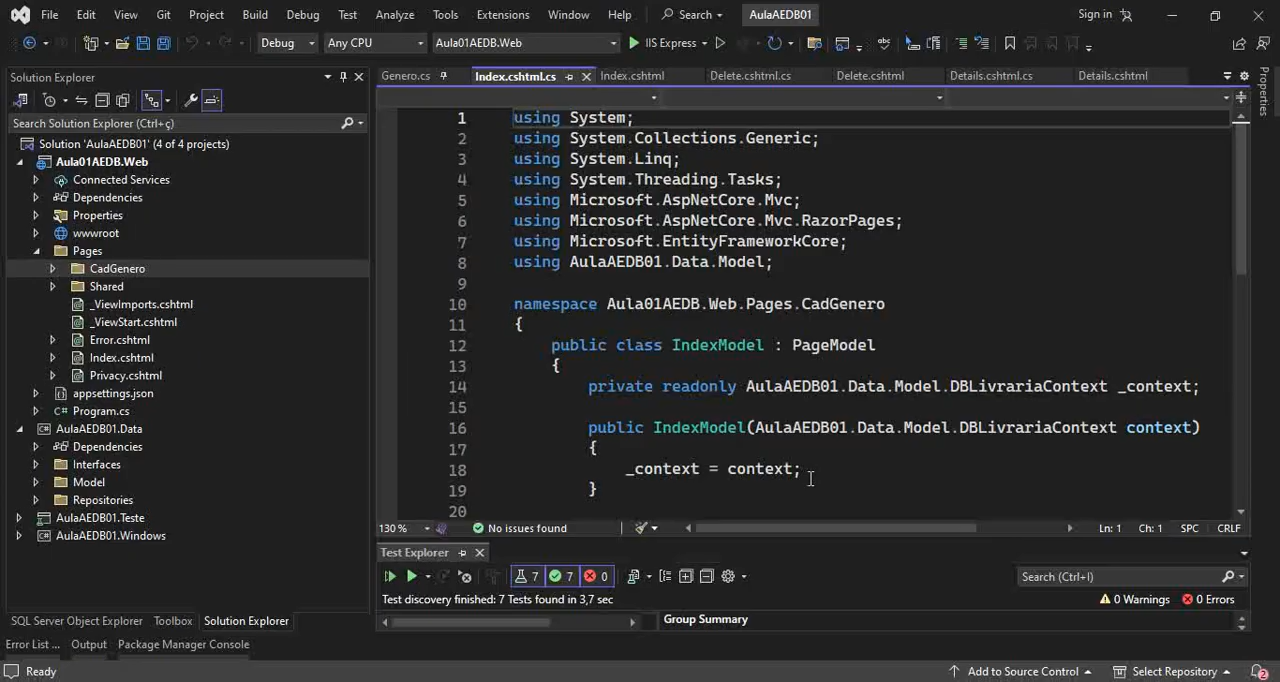 File Edit View Git Project Build Debug Test Analyze Tools Extensions Window Help Search AulaAEDB01 Sign in
Debug Any CPU Aula01AEDB.Web IIS Express
Solution Explorer
Search Solution Explorer (Ctrl+ç)
Solution 'AulaAEDB01' (4 of 4 projects)
Aula01AEDB.Web
Connected Services
Dependencies
Properties
wwwroot
Pages
CadGenero
Shared
_ViewImports.cshtml
_ViewStart.cshtml
Error.cshtml
Index.cshtml
Privacy.cshtml
appsettings.json
Program.cs
AulaAEDB01.Data
Dependencies
Interfaces
Model
Repositories
AulaAEDB01.Teste
AulaAEDB01.Windows
SQL Server Object Explorer Toolbox Solution Explorer
Genero.cs Index.cshtml.cs Index.cshtml Delete.cshtml.cs Delete.cshtml Details.cshtml.cs Details.cshtml
Properties
1 using System;
2 using System.Collections.Generic;
3 using System.Linq;
4 using System.Threading.Tasks;
5 using Microsoft.AspNetCore.Mvc;
6 using Microsoft.AspNetCore.Mvc.RazorPages;
7 using Microsoft.EntityFrameworkCore;
8 using AulaAEDB01.Data.Model;
9
10 namespace Aula01AEDB.Web.Pages.CadGenero
11 {
12 public class IndexModel : PageModel
13 {
14 private readonly AulaAEDB01.Data.Model.DBLivrariaContext _context;
15
16 public IndexModel(AulaAEDB01.Data.Model.DBLivrariaContext context)
17 {
18 _context = context;
19 }
20
130 % No issues found Ln: 1 Ch: 1 SPC CRLF
Test Explorer
7 7 0 Search (Ctrl+I)
Test discovery finished: 7 Tests found in 3,7 sec 0 Warnings 0 Errors
Group Summary
Error List ... Output Package Manager Console
Ready Add to Source Control Select Repository 2